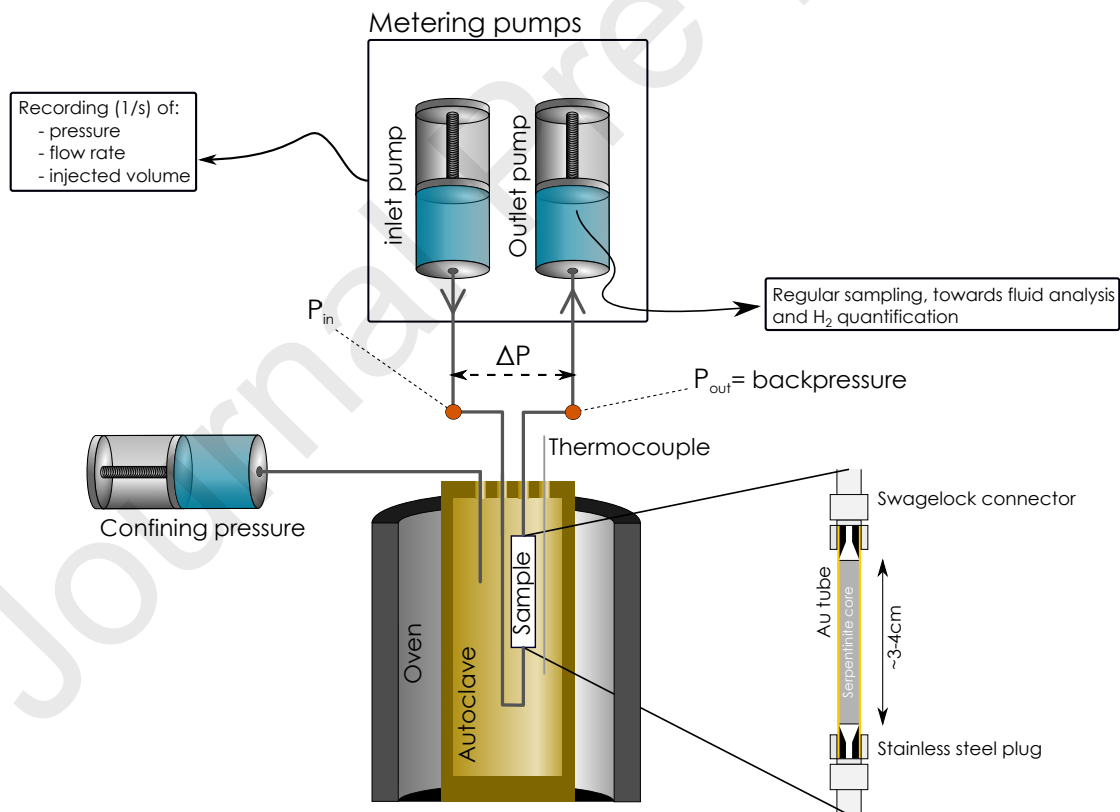 Journal Pre
Metering pumps
Recording (1/s) of:
- pressure
- flow rate
- injected volume
inlet pump
Outlet pump
Regular sampling, towards fluid analysis
and H₂ quantification
Pin
ΔP
Pout= backpressure
Thermocouple
Confining pressure
Swagelock connector
Au tube
Serpentinite core
~3-4cm
Stainless steel plug
Oven
Autoclave
Sample